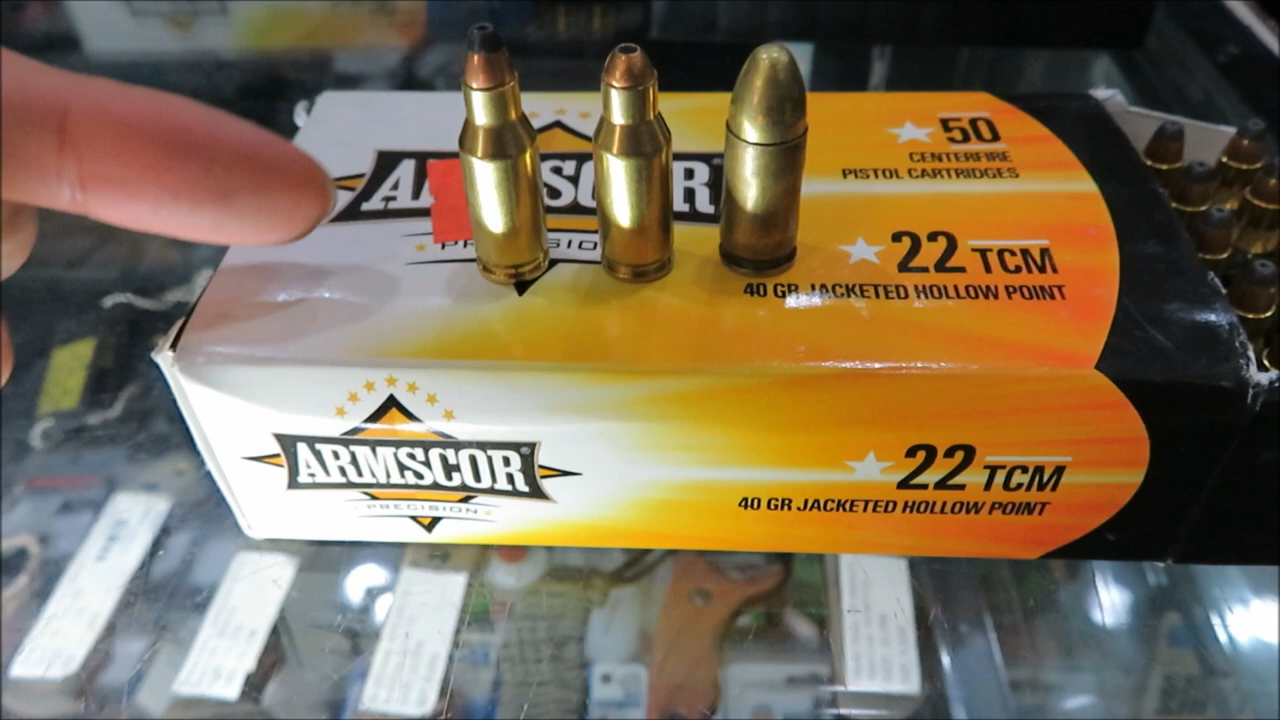 50
CENTERFIRE
PISTOL CARTRIDGES
22 TCM
40 GR JACKETED HOLLOW POINT
ARMSCOR®
PRECISION
22 TCM
40 GR JACKETED HOLLOW POINT